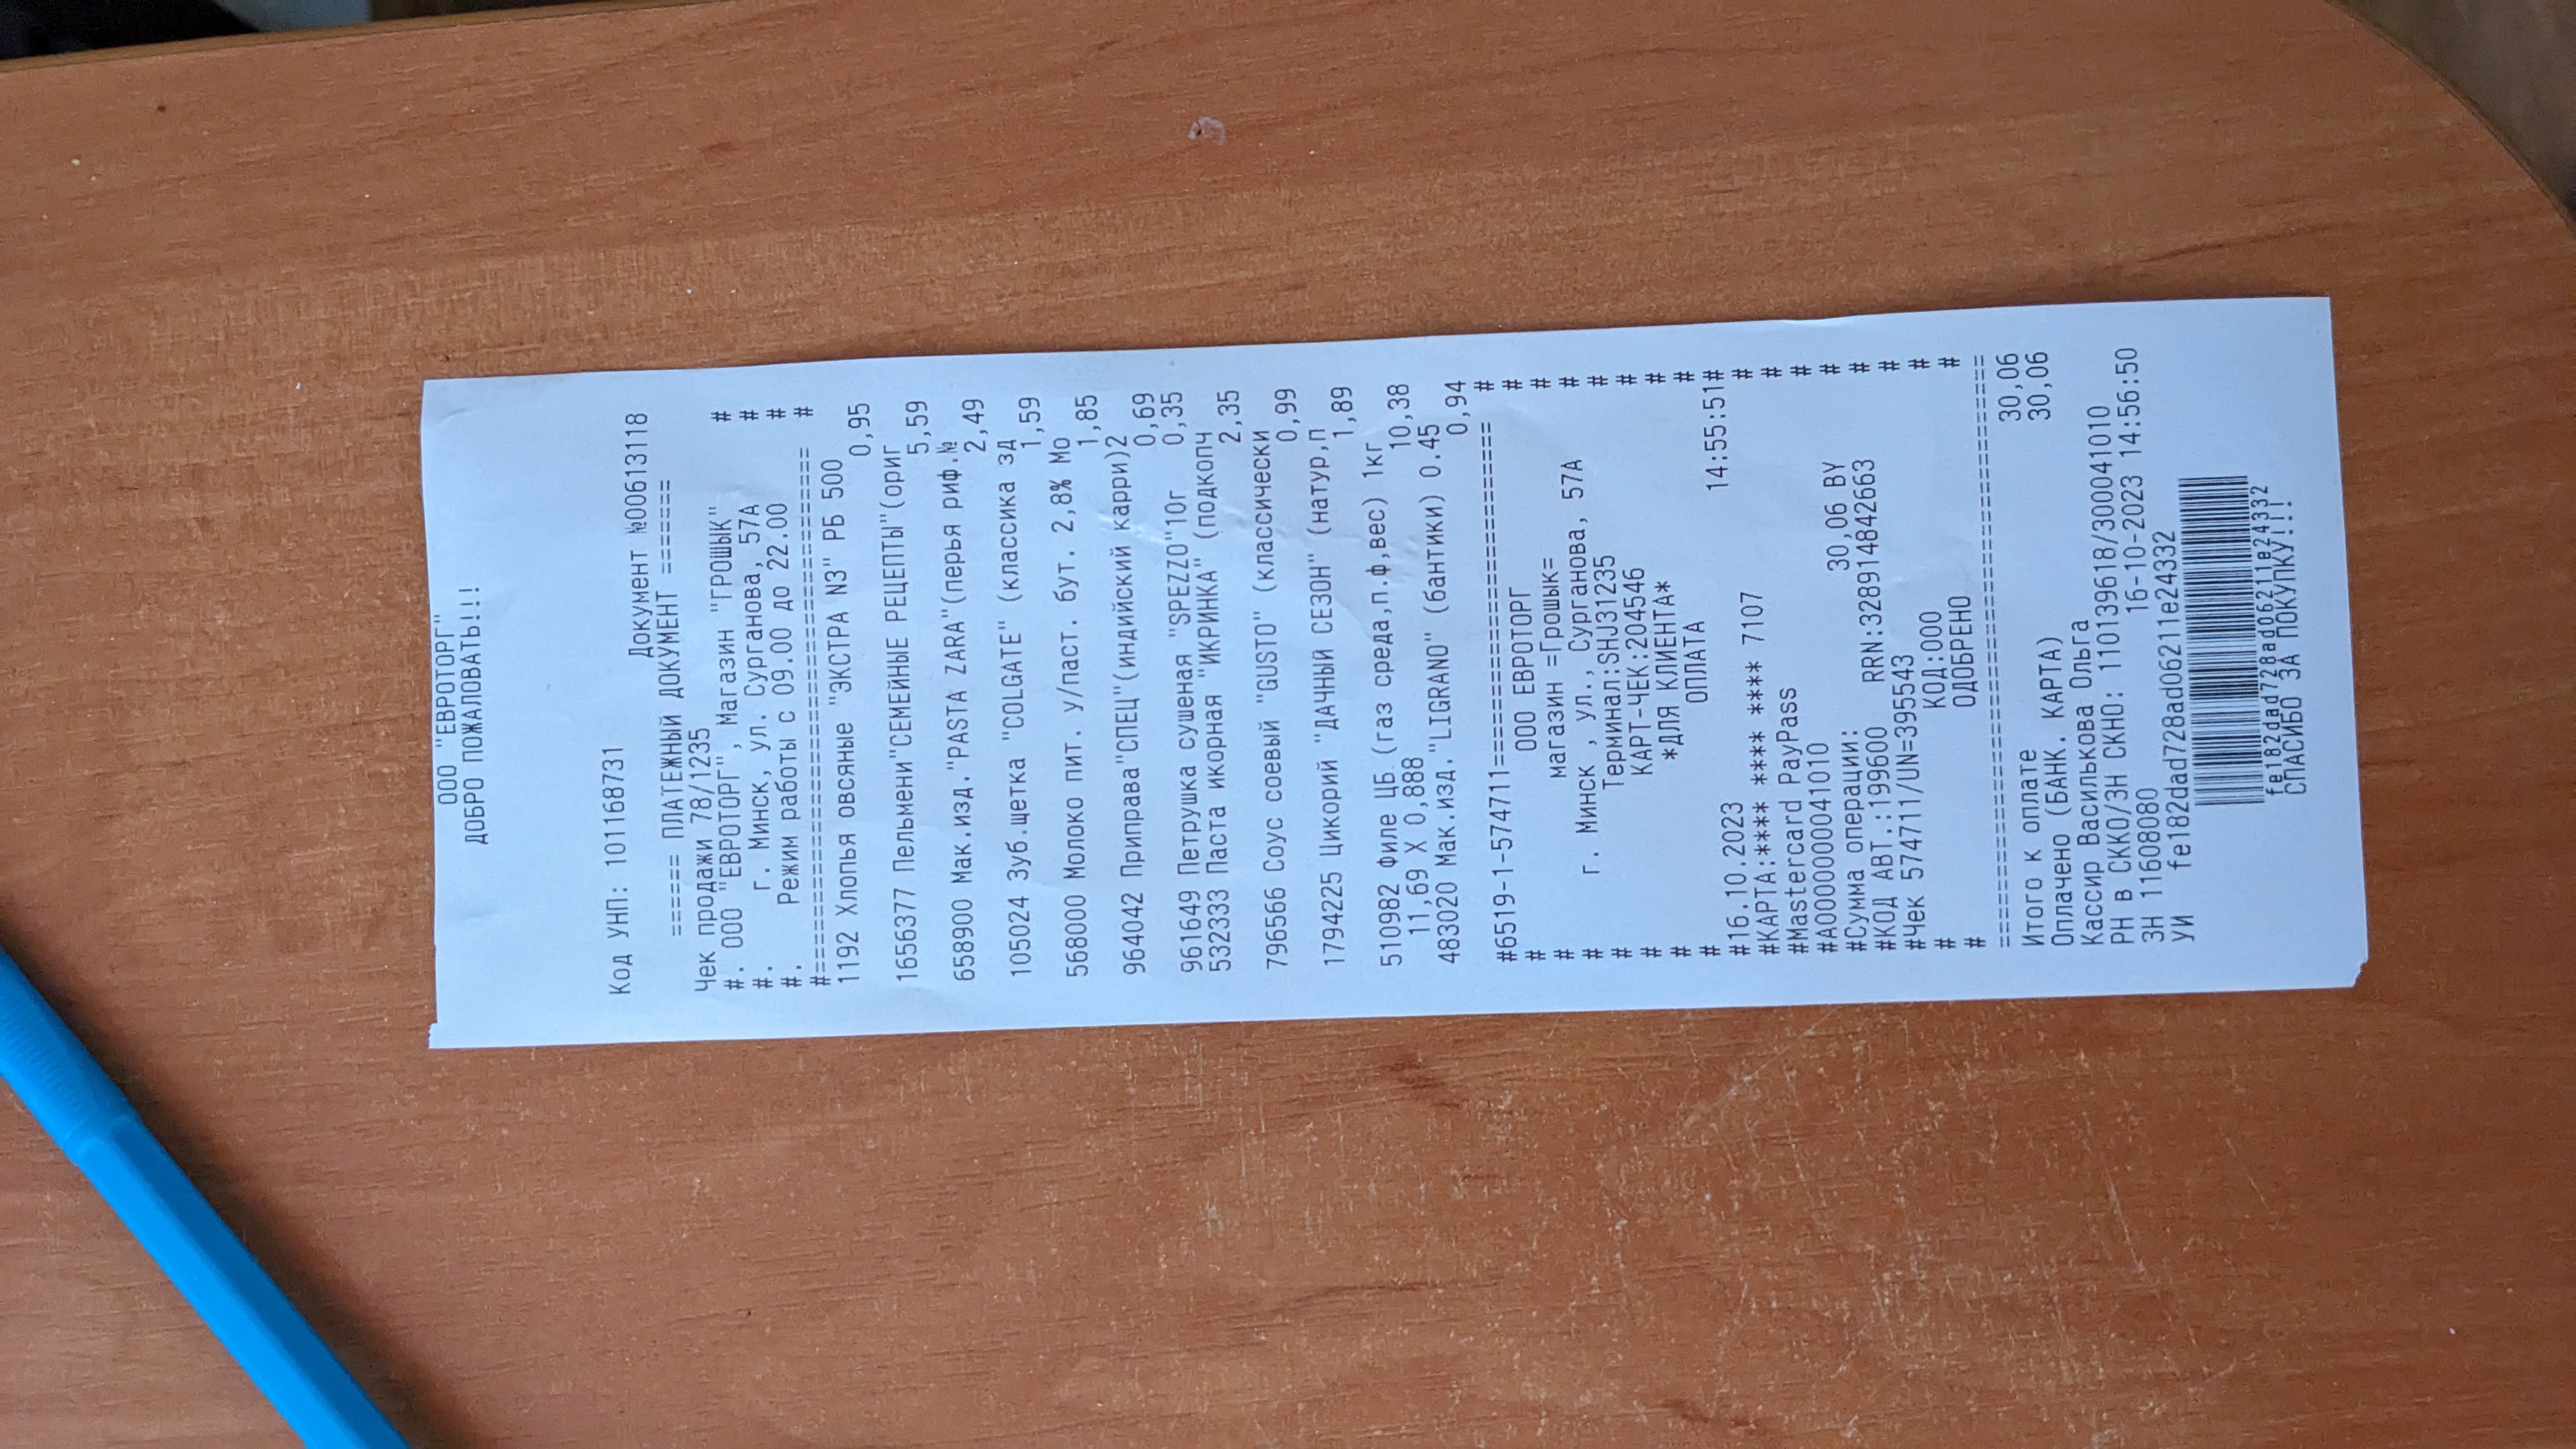 ООО "ЕВРОТОРГ"
ДОБРО ПОЖАЛОВАТЬ!!!
Код УНП: 101168731
Документ №00613118
====== ПЛАТЕЖНЫЙ ДОКУМЕНТ =======
Чек продажи 78/1235
#. ООО "ЕВРОТОРГ", Магазин "ГРОШЫК" #
#. г. Минск, ул. Сурганова, 57А #
#. Режим работы с 09.00 до 22.00 #
#====================================== #
1192 Хлопья овсяные "ЭКСТРА N3" РБ 500
0,95
1656377 Пельмени"СЕМЕЙНЫЕ РЕЦЕПТЫ"(ориг
5,59
658900 Мак.изд."PASTA ZARA"(перья риф.№
2,49
105024 Зуб.щетка "COLGATE" (классика зд
1,59
568000 Молоко пит. у/паст. бут. 2,8% Мо
1,85
964042 Приправа"СПЕЦ"(индийский карри)2
0,69
961649 Петрушка сушеная "SPEZZO"10г 0,35
532333 Паста икорная "ИКРИНКА" (подкопч
2,35
796566 Соус соевый "GUSTO" (классически
0,99
1794225 Цикорий "ДАЧНЫЙ СЕЗОН" (натур,п
1,89
510982 Филе ЦБ (газ среда,п.ф,вес) 1кг
11,69 X 0,888 10,38
483020 Мак.изд."LIGRANO" (бантики) 0.45
0,94
#6519-1-574711======================= #
# ООО ЕВРОТОРГ #
# магазин =Грошык= #
# г. Минск , ул., Сурганова, 57А #
# Терминал:SHJ31235 #
# КАРТ-ЧЕК:204546 #
# *ДЛЯ КЛИЕНТА* #
# ОПЛАТА #
#16.10.2023 14:55:51#
#КАРТА:**** **** **** 7107 #
#Mastercard PayPass #
#A0000000041010 #
#Сумма операции: 30,06 BY #
#КОД АВТ.:199600 RRN:328914842663 #
#Чек 574711/UN=395543 #
# КОД:000 #
# ОДОБРЕНО #
========================================
Итого к оплате 30,06
Оплачено (БАНК. КАРТА) 30,06
Кассир Василькова Ольга
РН в СККО/ЗН СКНО: 110139618/300041010
ЗН 11608080 16-10-2023 14:56:50
УИ fe182dad728ad06211e24332
fe182dad728ad06211e24332
СПАСИБО ЗА ПОКУПКУ!!!